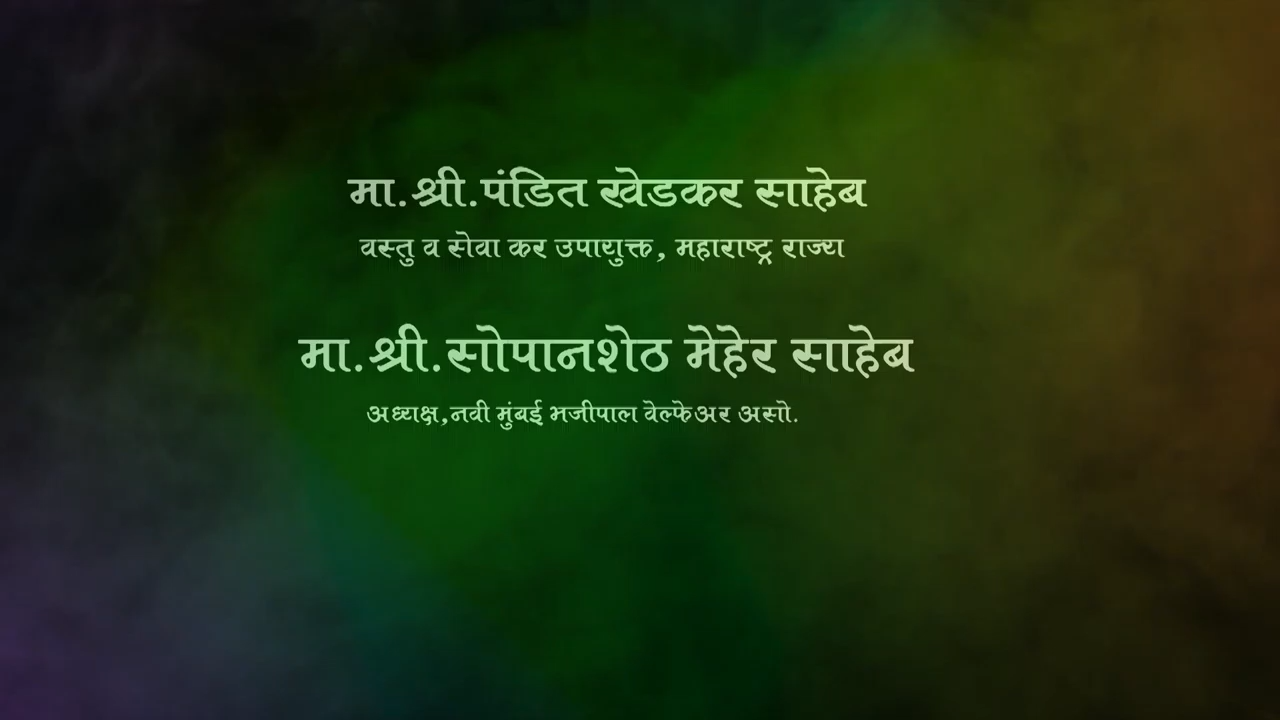 मा.श्री.पंडित खेडकर साहेब
वस्तु व सेवा कर उपायुक्त, महाराष्ट्र राज्य
मा.श्री.सोपानशेठ मेहेर साहेब
अध्यक्ष,नवी मुंबई भजीपाल वेल्फेअर असो.